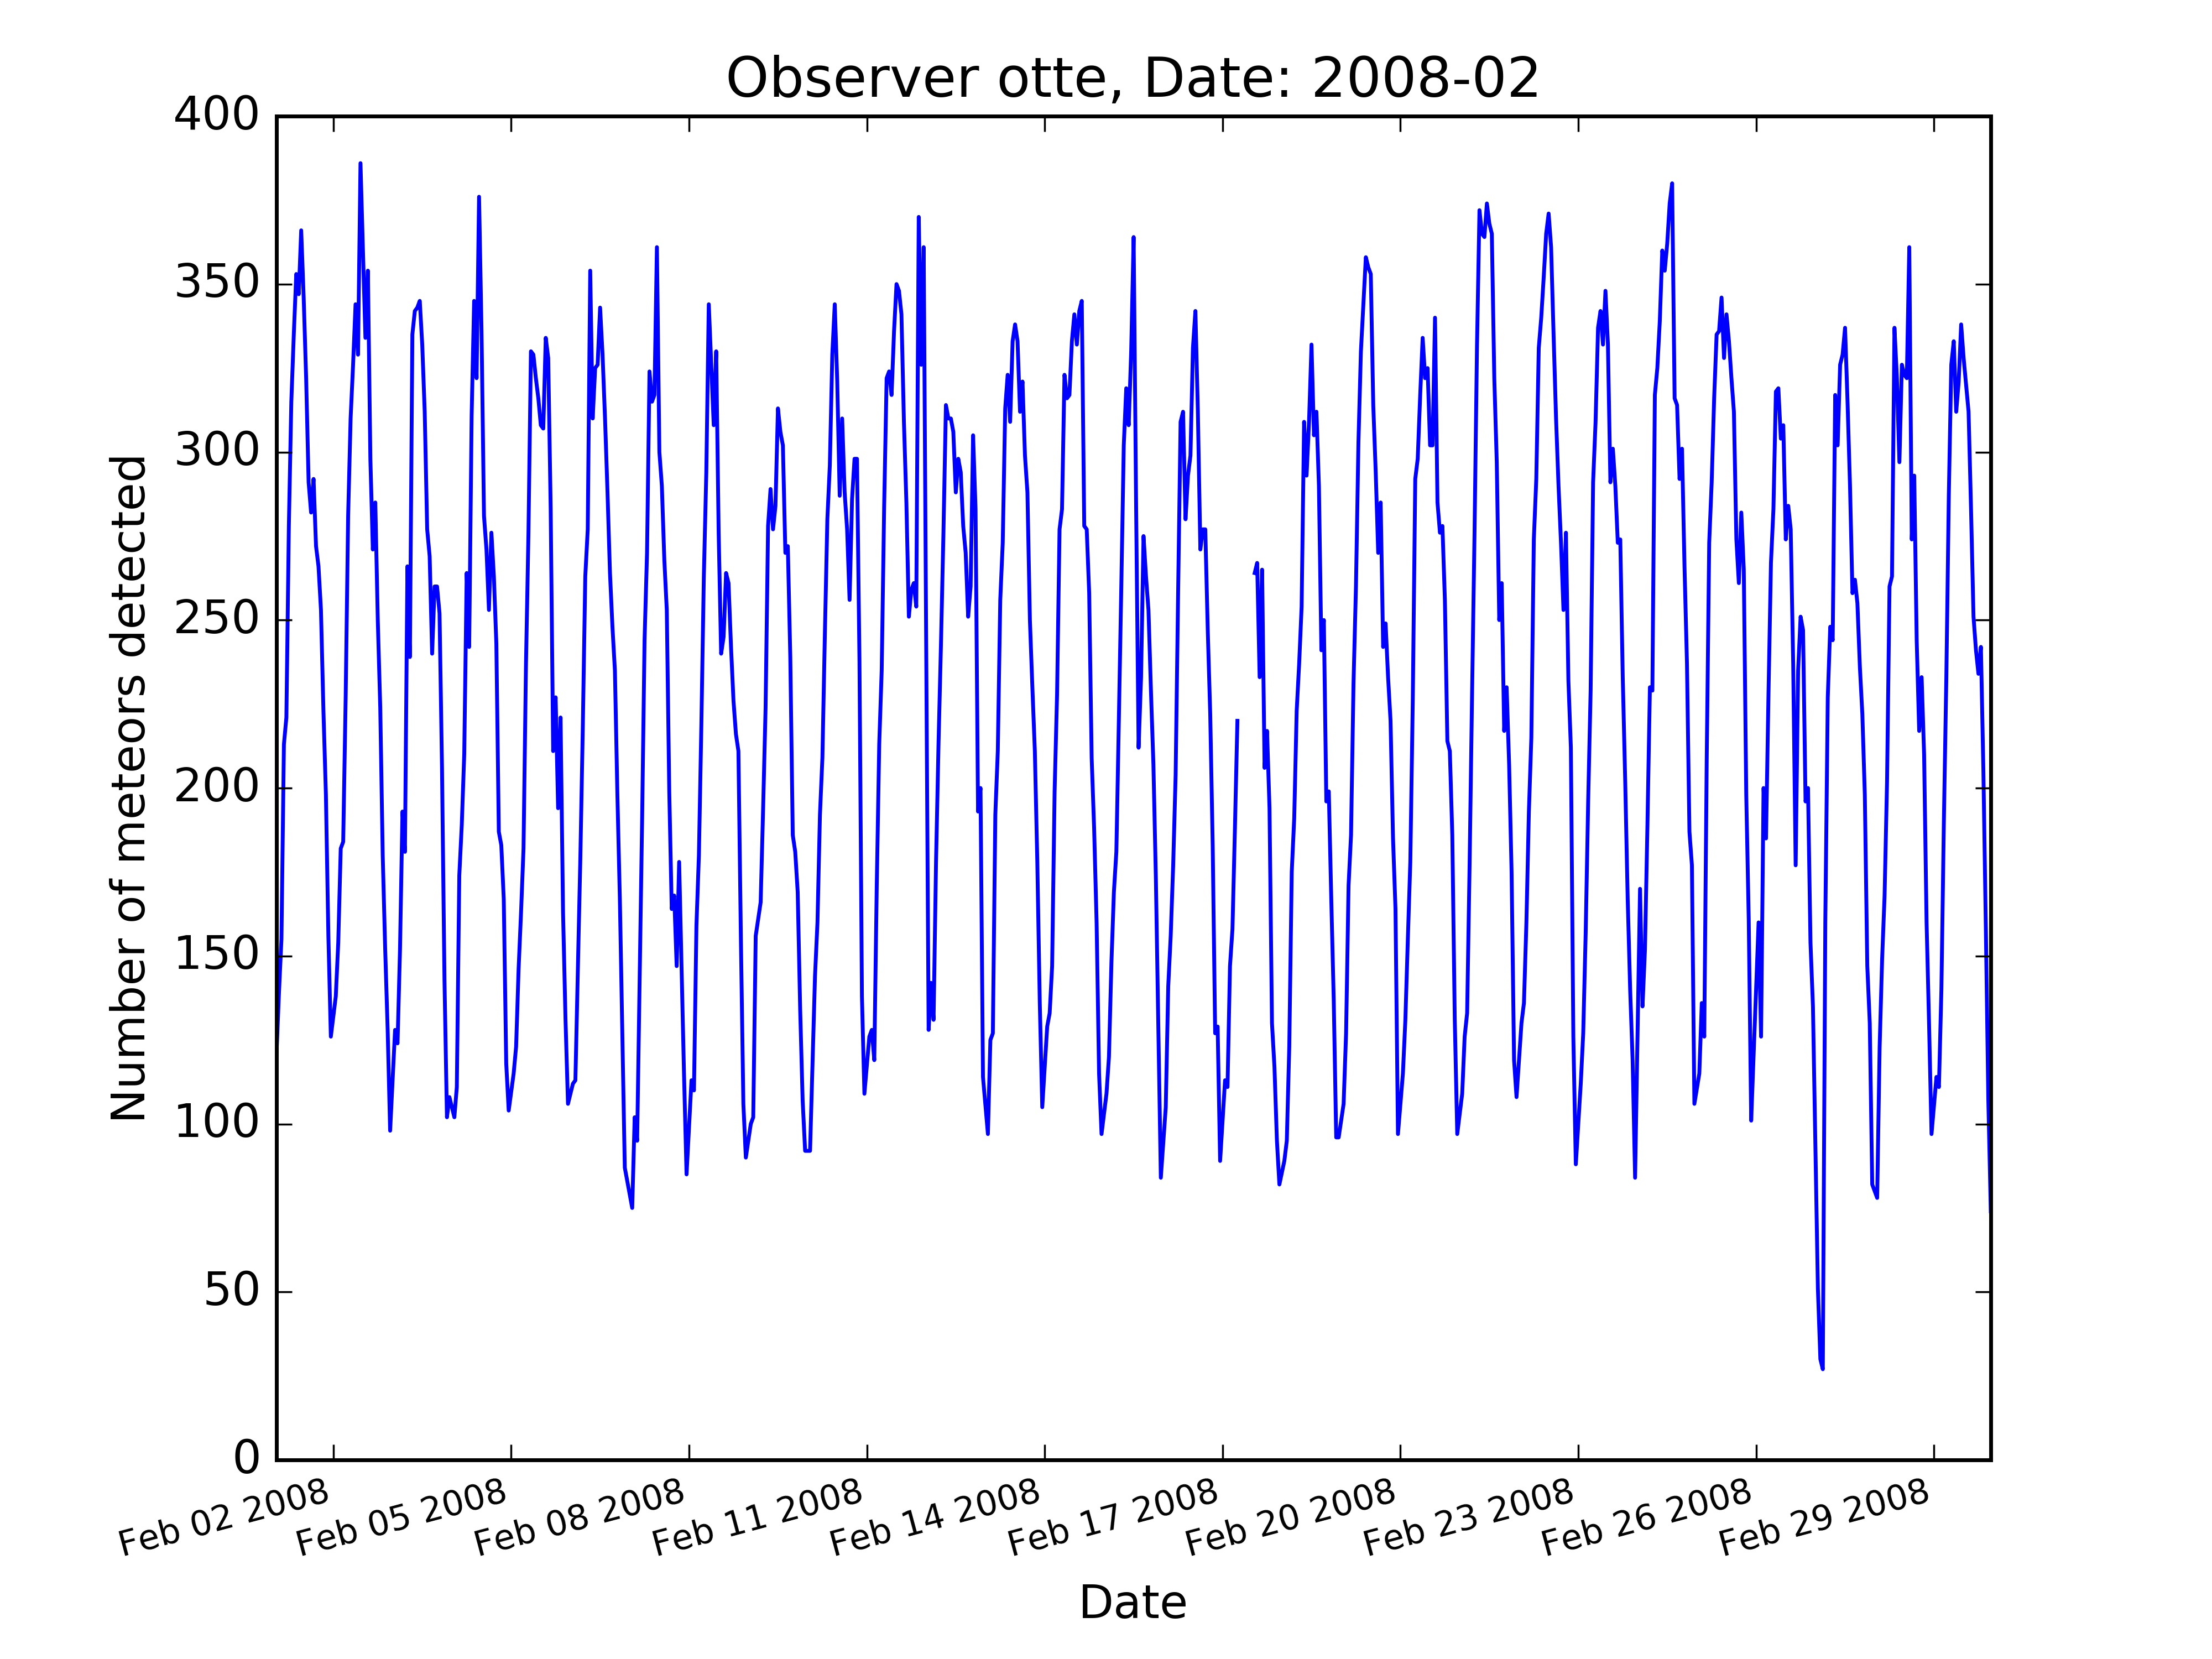 Observer otte, Date: 2008-02
400
350
300
250
200
150
100
50
0
Number of meteors detected
Feb 02 2008
Feb 05 2008
Feb 08 2008
Feb 11 2008
Feb 14 2008
Feb 17 2008
Feb 20 2008
Feb 23 2008
Feb 26 2008
Feb 29 2008
Date